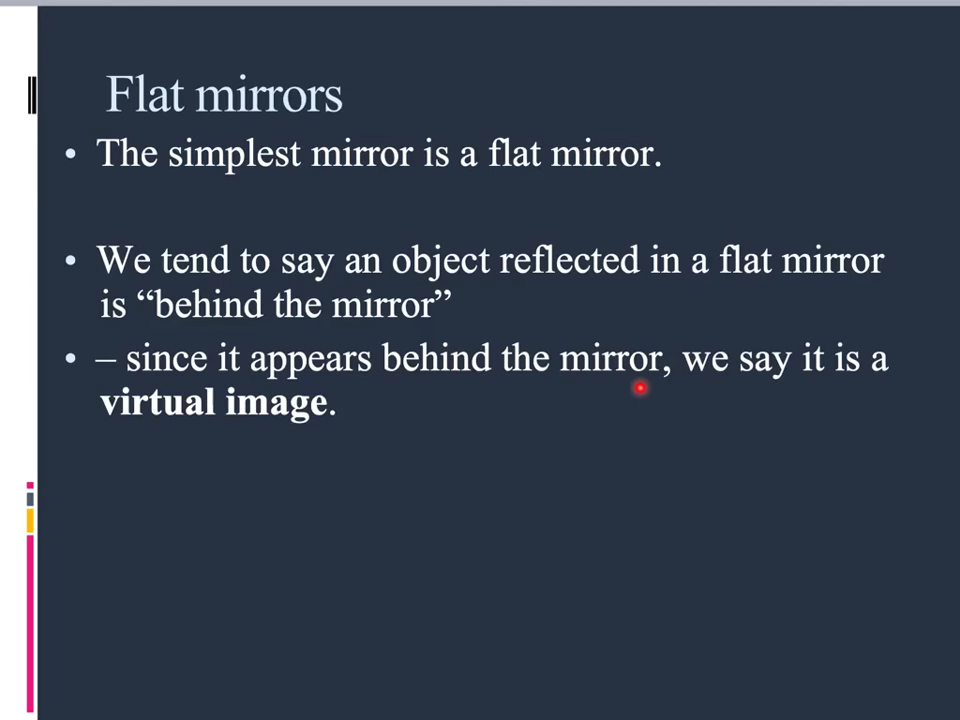 Flat mirrors
• The simplest mirror is a flat mirror.
• We tend to say an object reflected in a flat mirror
is “behind the mirror”
• – since it appears behind the mirror, we say it is a
virtual image.